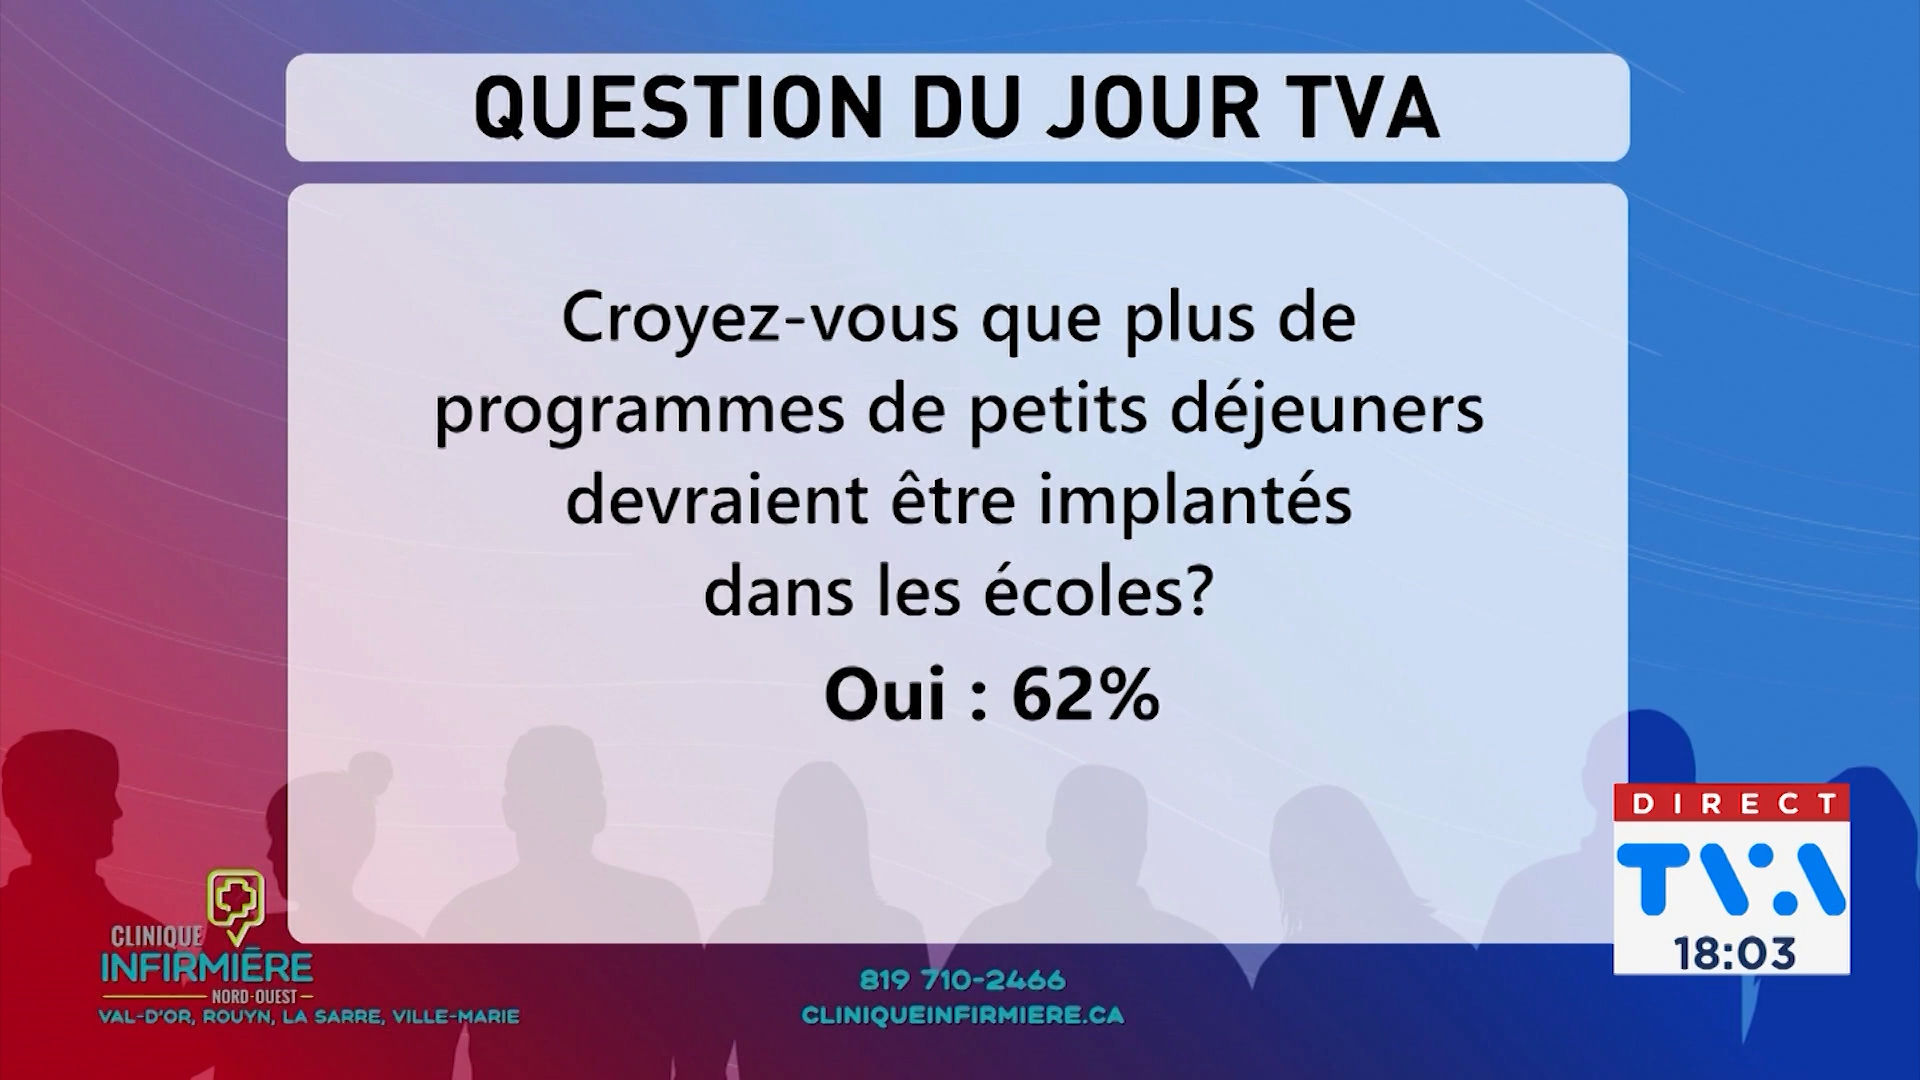 QUESTION DU JOUR TVA
Croyez-vous que plus de
programmes de petits déjeuners
devraient être implantés
dans les écoles?
Oui : 62%
DIRECT
TVA
18:03
CLINIQUE
INFIRMIÈRE
NORD-OUEST
VAL-D'OR, ROUYN, LA SARRE, VILLE-MARIE
819 710-2466
CLINIQUEINFIRMIERE.CA